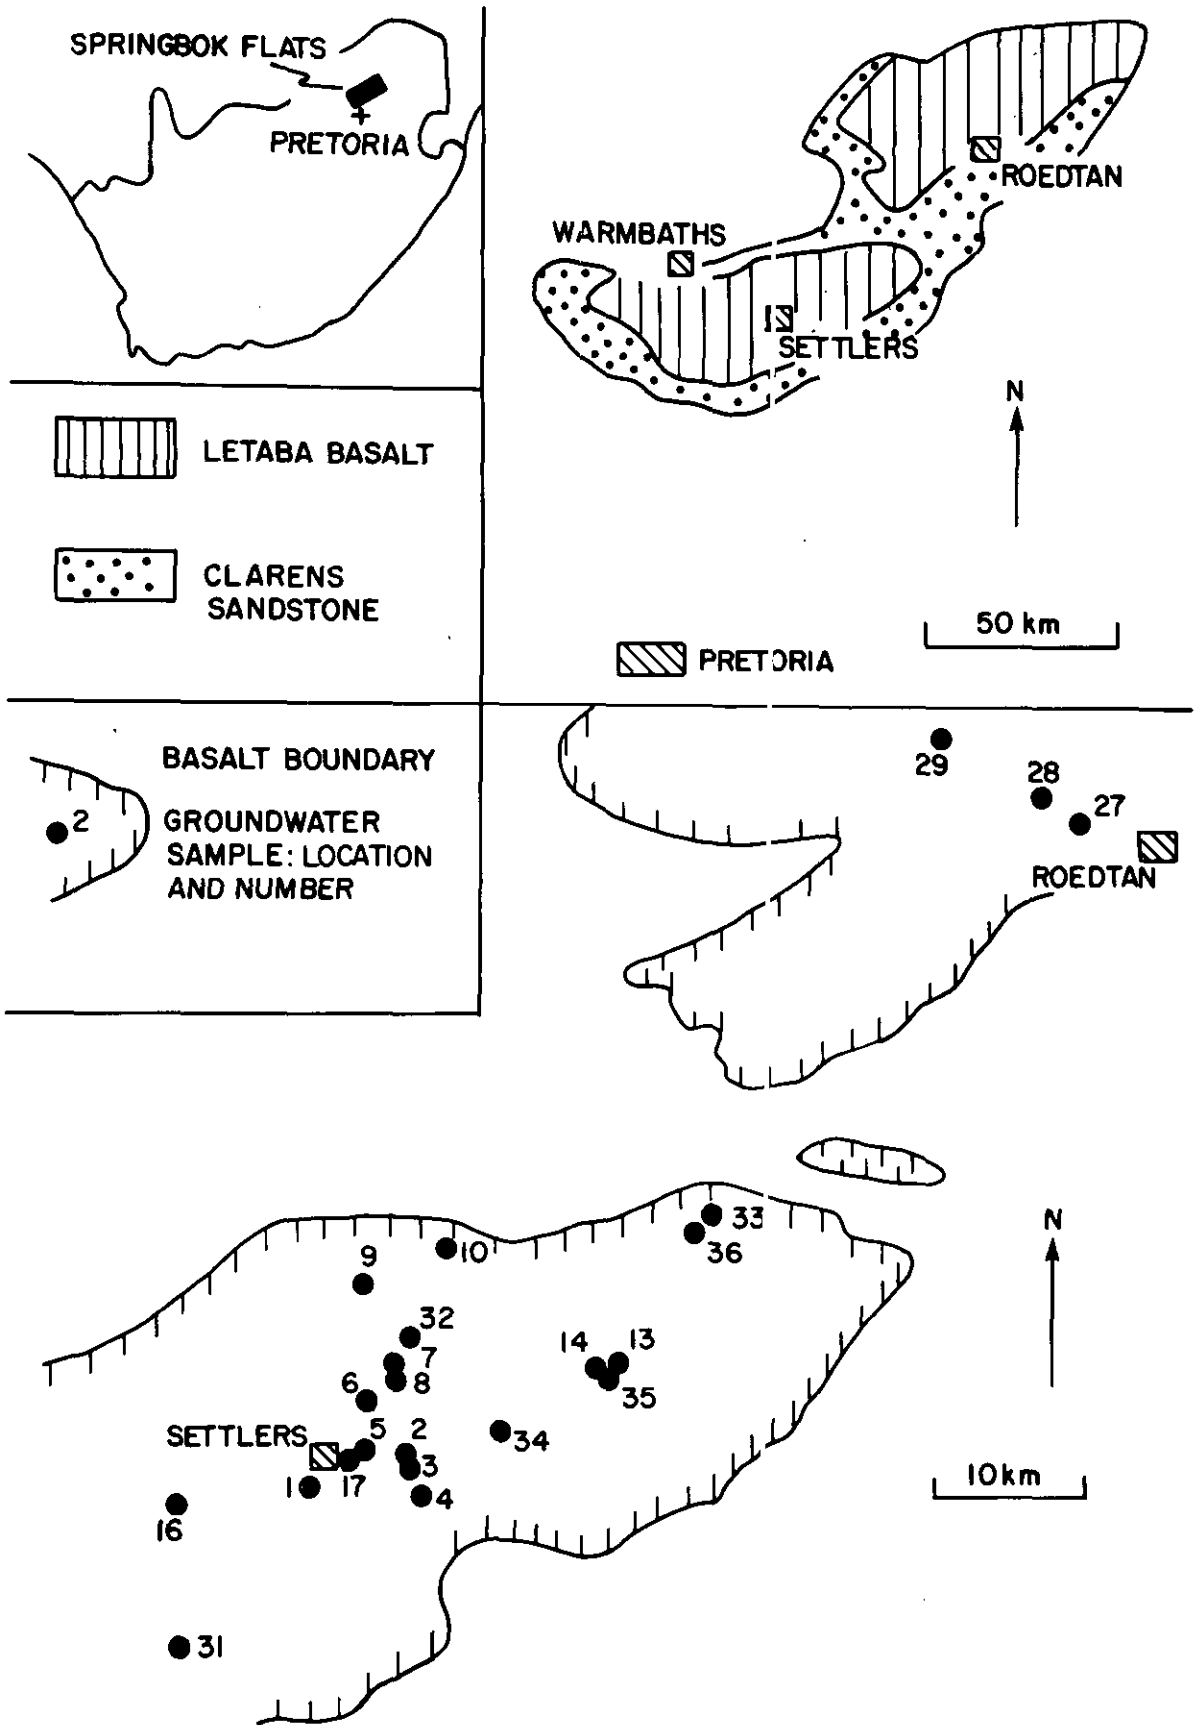 SPRINGBOK FLATS
PRETORIA
ROEDTAN
WARMBATHS
SETTLERS
N
50 km
PRETORIA
LETABA BASALT
CLARENS
SANDSTONE
BASALT BOUNDARY
2
GROUNDWATER
SAMPLE: LOCATION
AND NUMBER
29
28
27
ROEDTAN
33
36
9
10
32
7
8
6
14
13
35
SETTLERS
5
2
3
34
1
17
4
16
31
N
10 km